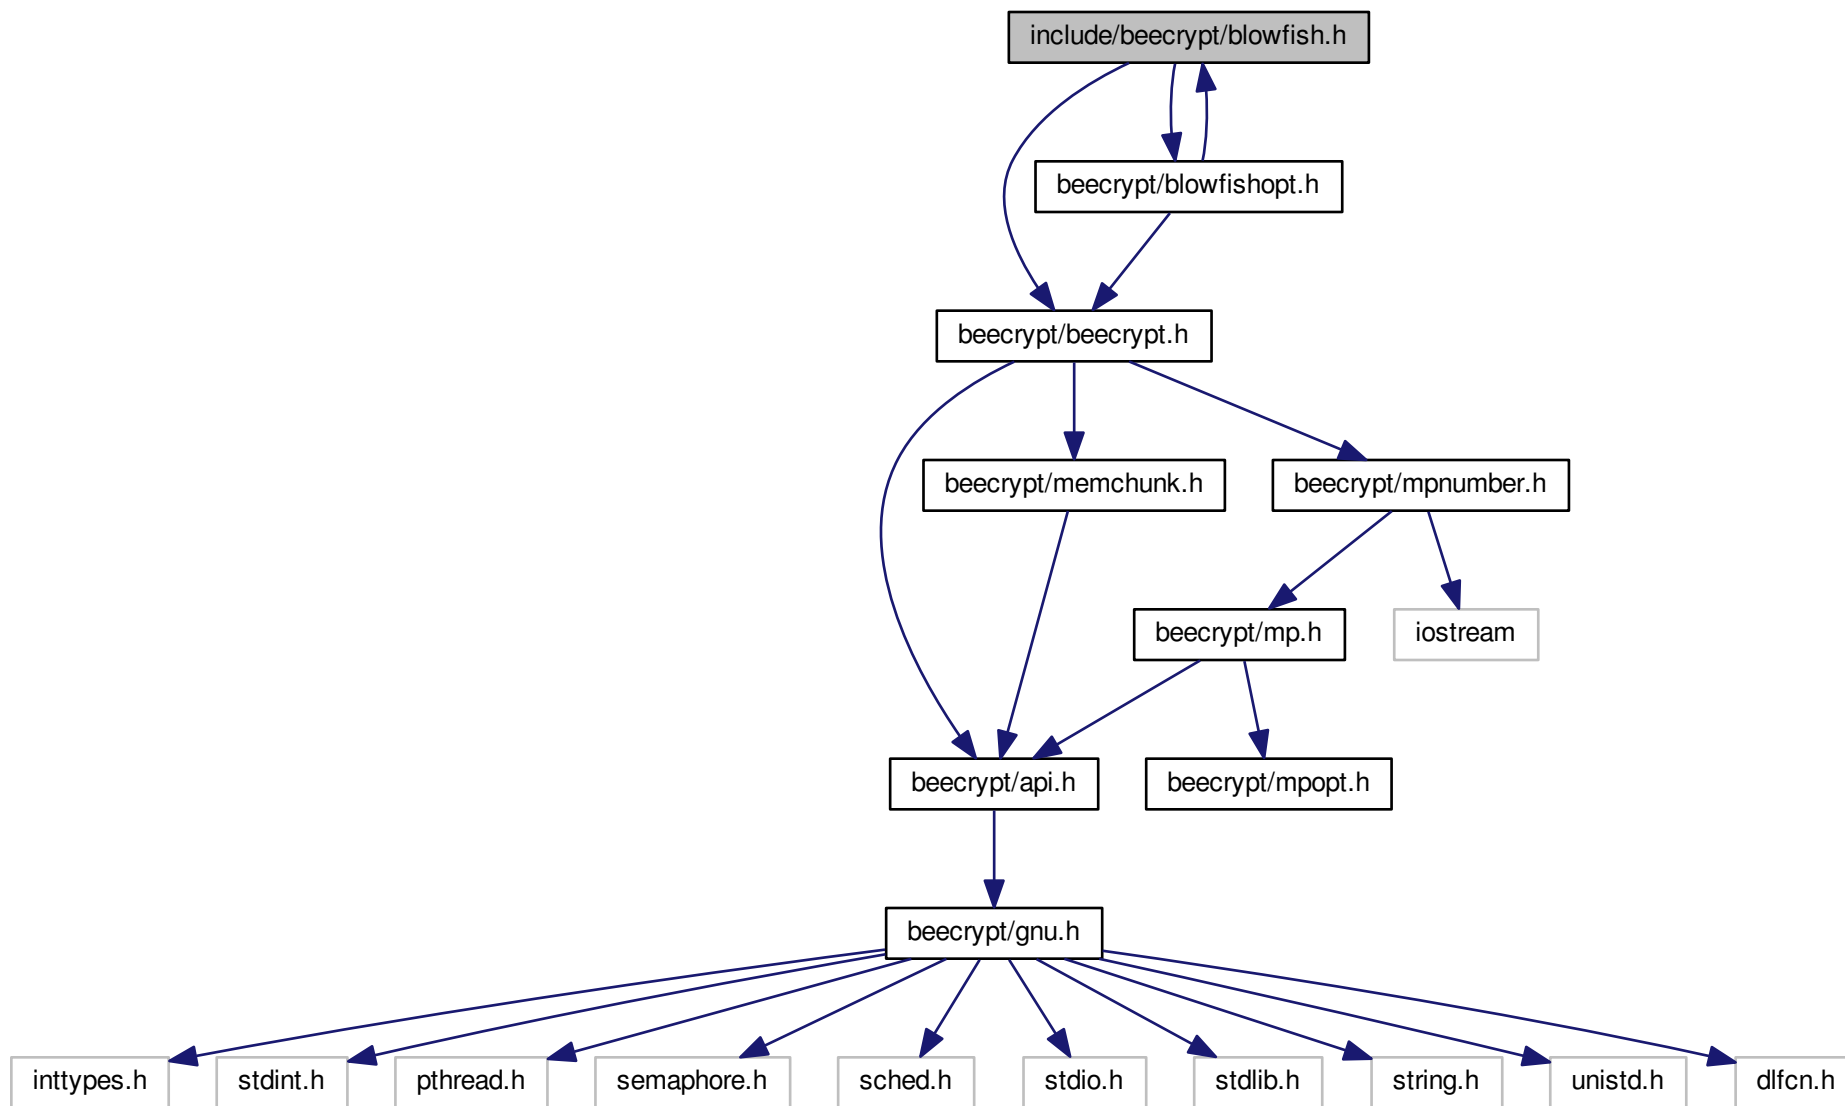 include/beecrypt/blowfish.h
beecrypt/blowfishopt.h
beecrypt/beecrypt.h
beecrypt/memchunk.h
beecrypt/mpnumber.h
beecrypt/mp.h
iostream
beecrypt/api.h
beecrypt/mpopt.h
beecrypt/gnu.h
inttypes.h
stdint.h
pthread.h
semaphore.h
sched.h
stdio.h
stdlib.h
string.h
unistd.h
dlfcn.h